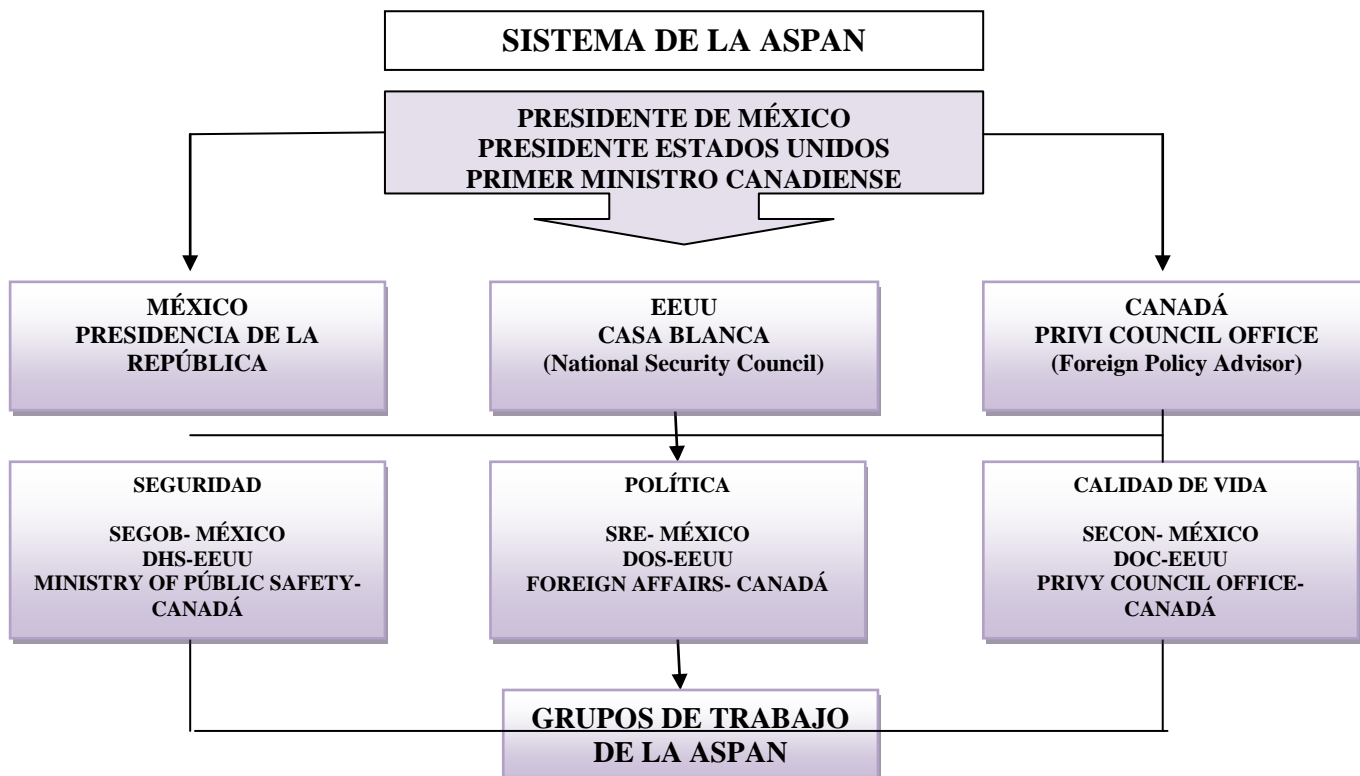 SISTEMA DE LA ASPAN
PRESIDENTE DE MÉXICO
PRESIDENTE ESTADOS UNIDOS
PRIMER MINISTRO CANADIENSE
MÉXICO
PRESIDENCIA DE LA
REPÚBLICA
EEUU
CASA BLANCA
(National Security Council)
CANADÁ
PRIVI COUNCIL OFFICE
(Foreign Policy Advisor)
SEGURIDAD
SEGOB- MÉXICO
DHS-EEUU
MINISTRY OF PÚBLIC SAFETY-
CANADÁ
POLÍTICA
SRE- MÉXICO
DOS-EEUU
FOREIGN AFFAIRS- CANADÁ
CALIDAD DE VIDA
SECON- MÉXICO
DOC-EEUU
PRIVY COUNCIL OFFICE-
CANADÁ
GRUPOS DE TRABAJO
DE LA ASPAN